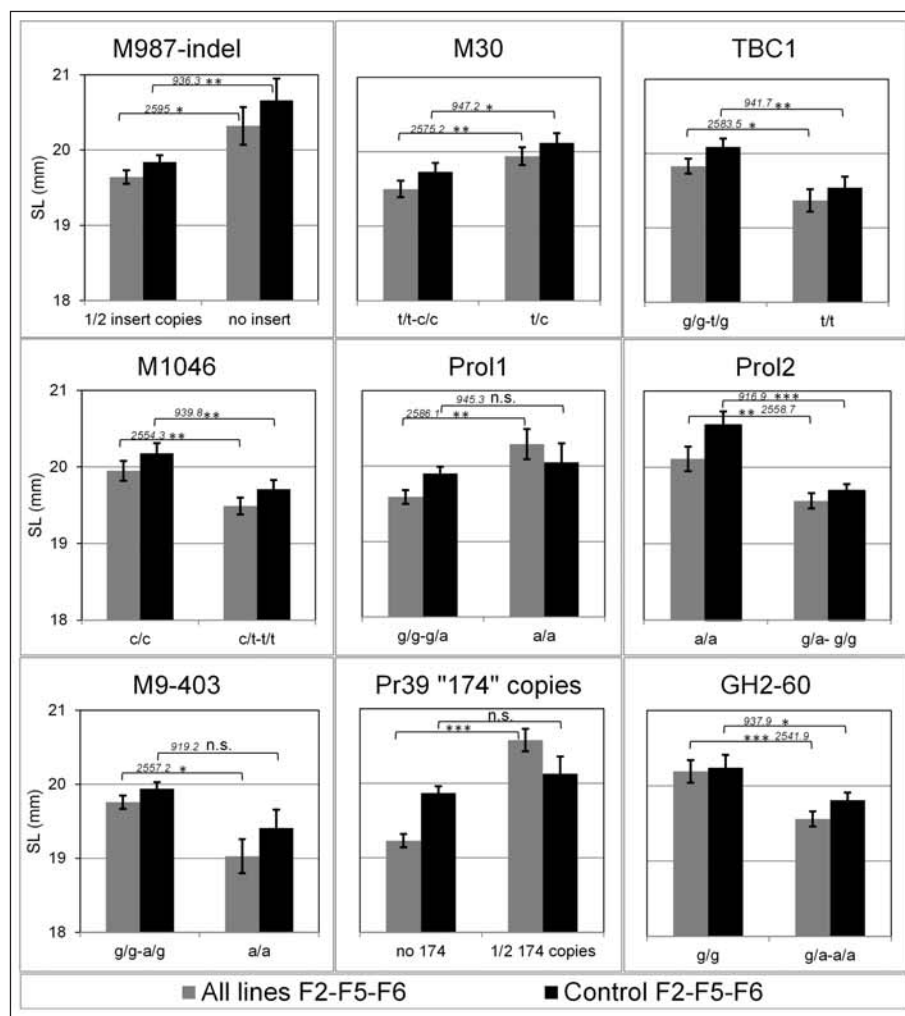 M987-indel
M30
TBC1
SL (mm)
21
20
19
18
936.3 **
2595 *
1/2 insert copies
no insert
947.2 *
2575.2 **
t/t-c/c
t/c
941.7 **
2583.5 *
g/g-t/g
t/t
M1046
Prol1
Prol2
SL (mm)
21
20
19
18
939.8 **
2554.3 **
c/c
c/t-t/t
945.3 n.s.
2586.1 **
g/g-g/a
a/a
916.9 ***
** 2558.7
a/a
g/a- g/g
M9-403
Pr39 "174" copies
GH2-60
SL (mm)
21
20
19
18
919.2 n.s.
2557.2 *
g/g-a/g
a/a
n.s.
***
no 174
1/2 174 copies
937.9 *
*** 2541.9
g/g
g/a-a/a
All lines F2-F5-F6
Control F2-F5-F6